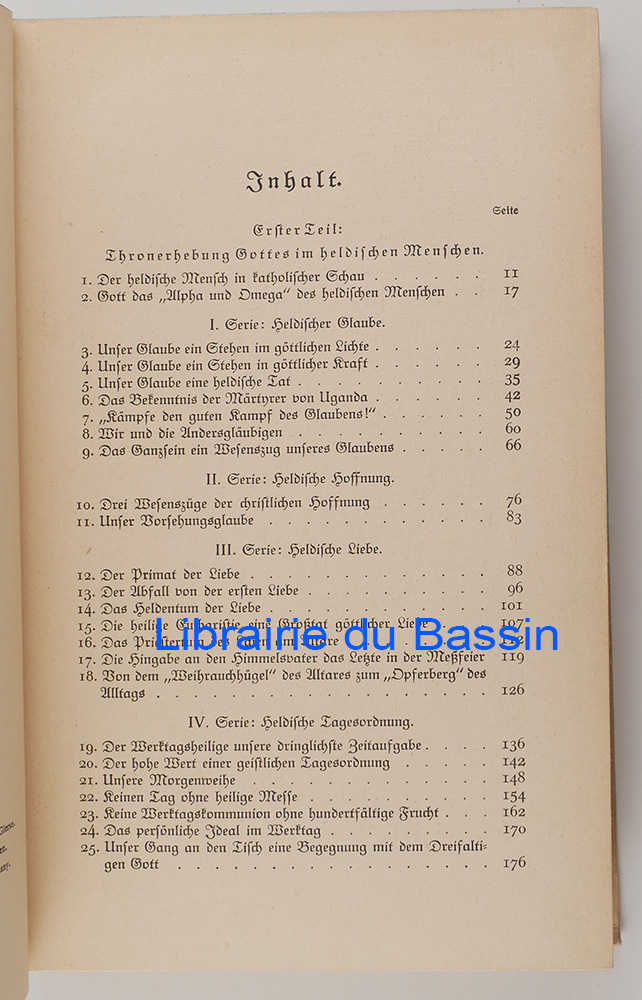 Inhalt.
Seite
Erster Teil:
Thronerhebung Gottes im heldischen Menschen.
1. Der heldische Mensch in katholischer Schau . . . . . . 11
2. Gott das „Alpha und Omega“ des heldischen Menschen . . 17
I. Serie: Heldischer Glaube.
3. Unser Glaube ein Stehen im göttlichen Lichte . . . . . . 24
4. Unser Glaube ein Stehen in göttlicher Kraft . . . . . . 29
5. Unser Glaube eine heldische Tat . . . . . . . . . . 35
6. Das Bekenntnis der Märtyrer von Uganda . . . . . . 42
7. „Kämpfe den guten Kampf des Glaubens!“ . . . . . . 50
8. Wir und die Andersgläubigen . . . . . . . . . . 60
9. Das Ganzsein ein Wesenszug unseres Glaubens . . . . . 66
II. Serie: Heldische Hoffnung.
10. Drei Wesenszüge der christlichen Hoffnung . . . . . . 76
11. Unser Vorsehungsglaube . . . . . . . . . . . . 83
III. Serie: Heldische Liebe.
12. Der Primat der Liebe . . . . . . . . . . . . . 88
13. Der Abfall von der ersten Liebe . . . . . . . . . . 96
14. Das Heldentum der Liebe . . . . . . . . . . . . 101
15. Die heilige Eucharistie eine Großtat göttlicher Liebe . . . 107
16. Das Priestertum des Laien am Altare . . . . . . . 112
17. Die Hingabe an den Himmelsvater das Letzte in der Meßfeier 119
18. Von dem „Weihrauchhügel“ des Altares zum „Opferberg“ des
Alltags . . . . . . . . . . . . . . . . . 126
IV. Serie: Heldische Tagesordnung.
19. Der Werktagsheilige unsere dringlichste Zeitaufgabe . . . . 136
20. Der hohe Wert einer geistlichen Tagesordnung . . . . . 142
21. Unsere Morgenweihe . . . . . . . . . . . . . 148
22. Keinen Tag ohne heilige Messe . . . . . . . . . . 154
23. Keine Werktagskommunion ohne hundertfältige Frucht . . . 162
24. Das persönliche Ideal im Werktag . . . . . . . . . 170
25. Unser Gang an den Tisch eine Begegnung mit dem Dreifalti-
gen Gott . . . . . . . . . . . . . . . . 176
Librairie du Bassin